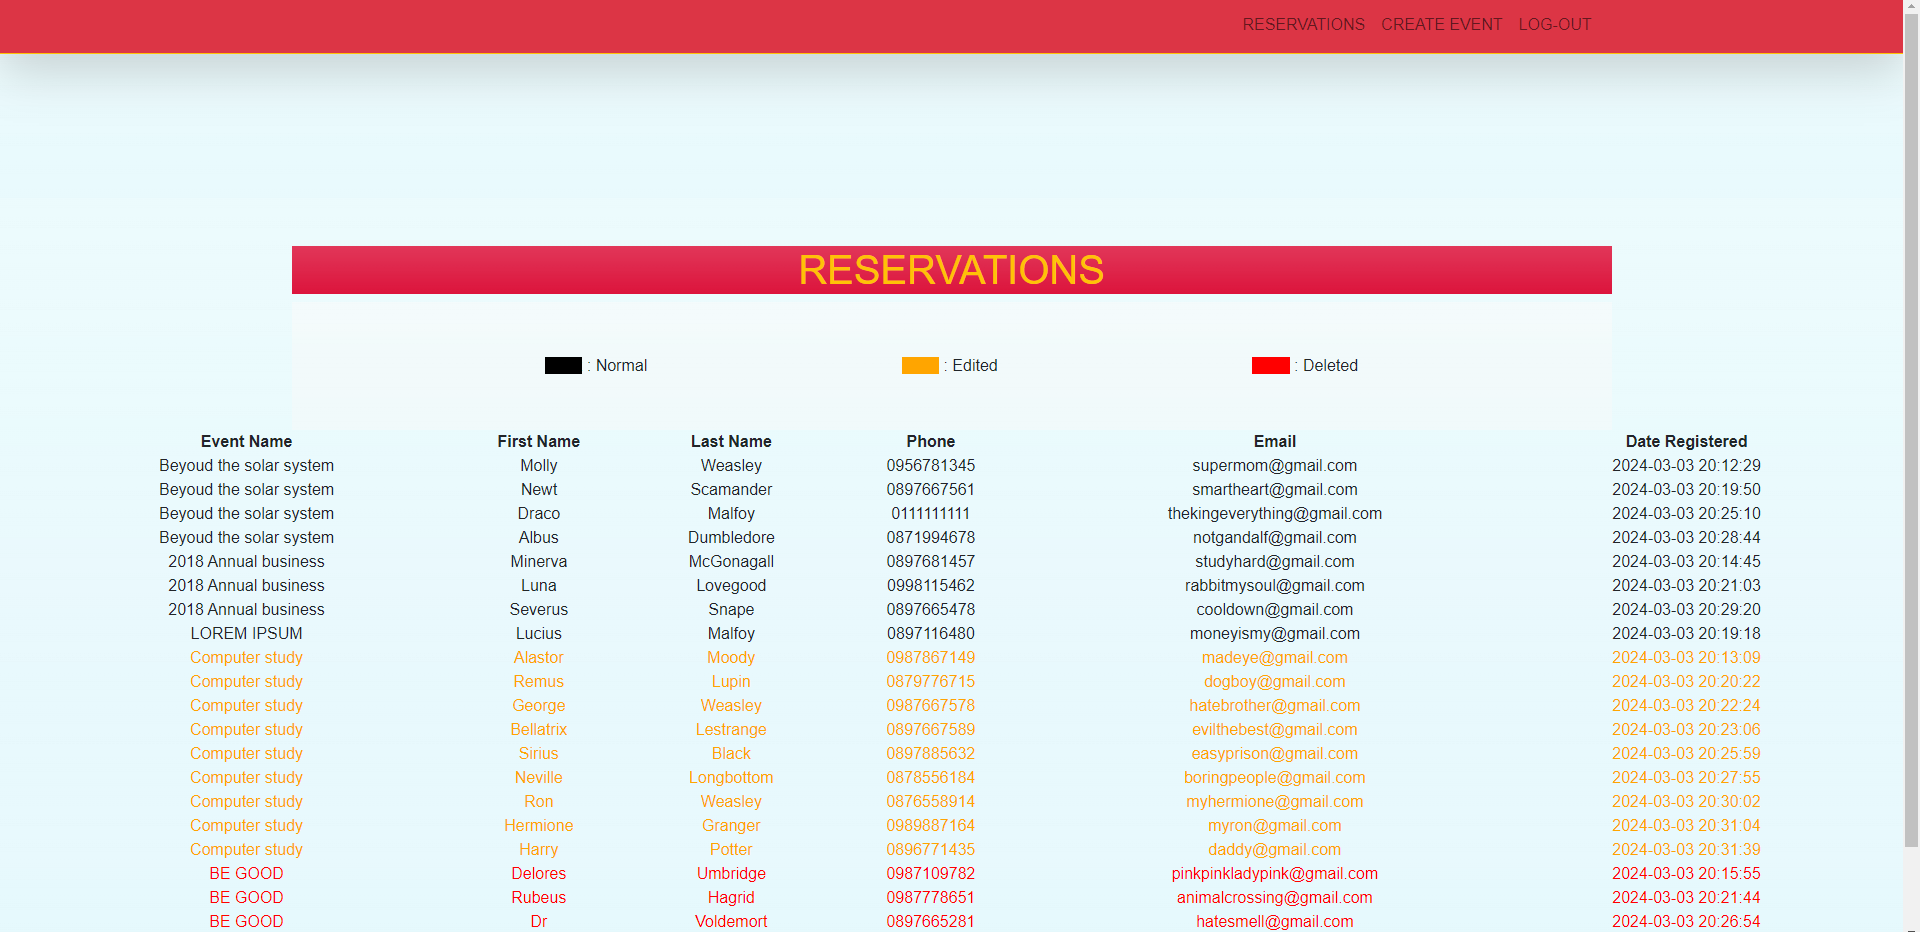 RESERVATIONS CREATE EVENT LOG-OUT
RESERVATIONS
: Normal : Edited : Deleted
Event Name First Name Last Name Phone Email Date Registered
Beyoud the solar system Molly Weasley 0956781345 supermom@gmail.com 2024-03-03 20:12:29
Beyoud the solar system Newt Scamander 0897667561 smartheart@gmail.com 2024-03-03 20:19:50
Beyoud the solar system Draco Malfoy 0111111111 thekingeverything@gmail.com 2024-03-03 20:25:10
Beyoud the solar system Albus Dumbledore 0871994678 notgandalf@gmail.com 2024-03-03 20:28:44
2018 Annual business Minerva McGonagall 0897681457 studyhard@gmail.com 2024-03-03 20:14:45
2018 Annual business Luna Lovegood 0998115462 rabbitmysoul@gmail.com 2024-03-03 20:21:03
2018 Annual business Severus Snape 0897665478 cooldown@gmail.com 2024-03-03 20:29:20
LOREM IPSUM Lucius Malfoy 0897116480 moneyismy@gmail.com 2024-03-03 20:19:18
Computer study Alastor Moody 0987867149 madeye@gmail.com 2024-03-03 20:13:09
Computer study Remus Lupin 0879776715 dogboy@gmail.com 2024-03-03 20:20:22
Computer study George Weasley 0987667578 hatebrother@gmail.com 2024-03-03 20:22:24
Computer study Bellatrix Lestrange 0897667589 evilthebest@gmail.com 2024-03-03 20:23:06
Computer study Sirius Black 0897885632 easyprison@gmail.com 2024-03-03 20:25:59
Computer study Neville Longbottom 0878556184 boringpeople@gmail.com 2024-03-03 20:27:55
Computer study Ron Weasley 0876558914 myhermione@gmail.com 2024-03-03 20:30:02
Computer study Hermione Granger 0989887164 myron@gmail.com 2024-03-03 20:31:04
Computer study Harry Potter 0896771435 daddy@gmail.com 2024-03-03 20:31:39
BE GOOD Delores Umbridge 0987109782 pinkpinkladypink@gmail.com 2024-03-03 20:15:55
BE GOOD Rubeus Hagrid 0987778651 animalcrossing@gmail.com 2024-03-03 20:21:44
BE GOOD Dr Voldemort 0897665281 hatesmell@gmail.com 2024-03-03 20:26:54